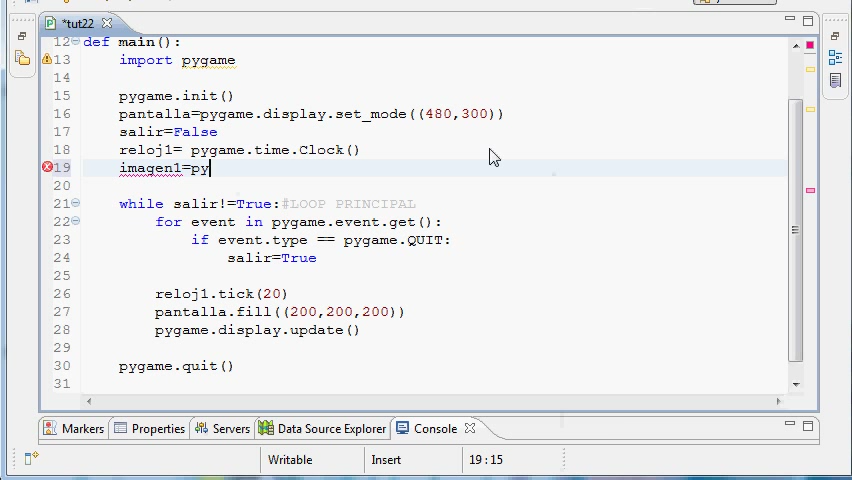 *tut22
12 def main():
13 import pygame
14
15 pygame.init()
16 pantalla=pygame.display.set_mode((480,300))
17 salir=False
18 reloj1= pygame.time.Clock()
19 imagen1=py
20
21 while salir!=True:#LOOP PRINCIPAL
22 for event in pygame.event.get():
23 if event.type == pygame.QUIT:
24 salir=True
25
26 reloj1.tick(20)
27 pantalla.fill((200,200,200))
28 pygame.display.update()
29
30 pygame.quit()
31
Markers Properties Servers Data Source Explorer Console
Writable Insert 19:15